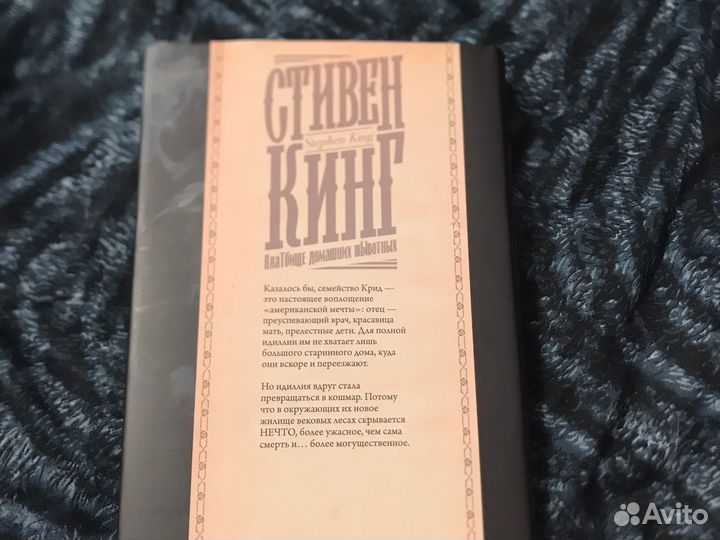 СТИВЕН
Stephen King
КИНГ
КлаТбище домашних жЫвотных
Казалось бы, семейство Крид —
это настоящее воплощение
«американской мечты»: отец —
преуспевающий врач, красавица
мать, прелестные дети. Для полной
идиллии им не хватает лишь
большого старинного дома, куда
они вскоре и переезжают.
Но идиллия вдруг стала
превращаться в кошмар. Потому
что в окружающих их новое
жилище вековых лесах скрывается
НЕЧТО, более ужасное, чем сама
смерть и… более могущественное.
Avito